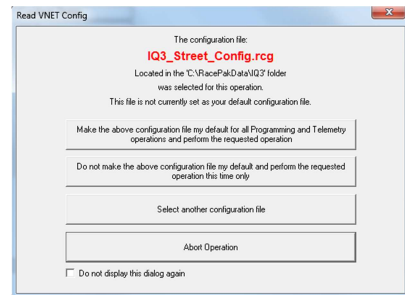 Read VNET Config
The configuration file:
IQ3_Street_Config.rcg
Located in the 'C:\RacePakData\IQ3' folder
was selected for this operation.
This file is not currently set as your default configuration file.
Make the above configuration file my default for all Programming and Telemetry
operations and perform the requested operation
Do not make the above configuration file my default and perform the requested
operation this time only
Select another configuration file
Abort Operation
Do not display this dialog again